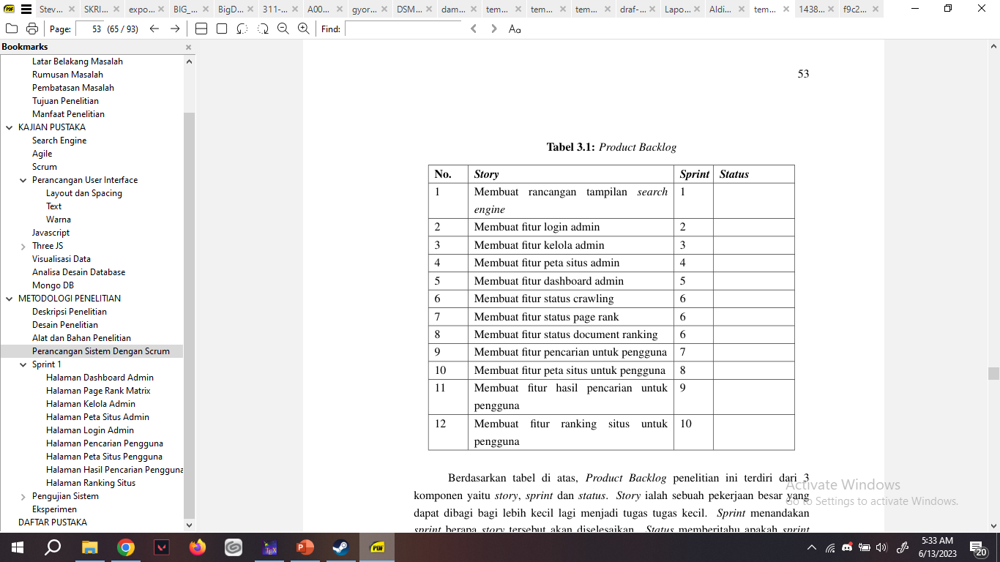 Stev...
SKRI...
expo...
BIG_...
BigD...
311-...
A00...
gyor...
DSM...
dam...
tem...
tem...
tem...
draf-...
Lapo...
Aldi...
tem...
1438...
f9c2...
Page: 53 (65 / 93)
Find:
Aa
Bookmarks
Latar Belakang Masalah
Rumusan Masalah
Pembatasan Masalah
Tujuan Penelitian
Manfaat Penelitian
KAJIAN PUSTAKA
Search Engine
Agile
Scrum
Perancangan User Interface
Layout dan Spacing
Text
Warna
Javascript
Three JS
Visualisasi Data
Analisa Desain Database
Mongo DB
METODOLOGI PENELITIAN
Deskripsi Penelitian
Desain Penelitian
Alat dan Bahan Penelitian
Perancangan Sistem Dengan Scrum
Sprint 1
Halaman Dashboard Admin
Halaman Page Rank Matrix
Halaman Kelola Admin
Halaman Peta Situs Admin
Halaman Login Admin
Halaman Pencarian Pengguna
Halaman Peta Situs Pengguna
Halaman Hasil Pencarian Pengguna
Halaman Ranking Situs
Pengujian Sistem
Eksperimen
DAFTAR PUSTAKA
53
Tabel 3.1: Product Backlog
No. Story Sprint Status
1 Membuat rancangan tampilan search 1
engine
2 Membuat fitur login admin 2
3 Membuat fitur kelola admin 3
4 Membuat fitur peta situs admin 4
5 Membuat fitur dashboard admin 5
6 Membuat fitur status crawling 6
7 Membuat fitur status page rank 6
8 Membuat fitur status document ranking 6
9 Membuat fitur pencarian untuk pengguna 7
10 Membuat fitur peta situs untuk pengguna 8
11 Membuat fitur hasil pencarian untuk 9
pengguna
12 Membuat fitur ranking situs untuk 10
pengguna
Berdasarkan tabel di atas, Product Backlog penelitian ini terdiri dari 3
komponen yaitu story, sprint dan status. Story ialah sebuah pekerjaan besar yang
dapat dibagi bagi lebih kecil lagi menjadi tugas tugas kecil. Sprint menandakan
sprint berapa story tersebut akan diselesaikan. Status memberitahu apakah sprint
Activate Windows
Go to Settings to activate Windows.
PDF
TEX
5:33 AM
6/13/2023
20